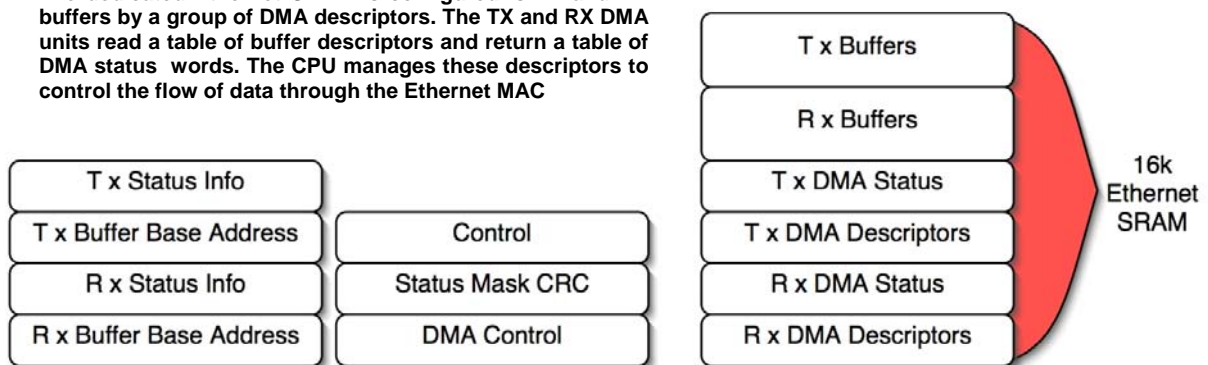 buffers by a group of DMA descriptors. The TX and RX DMA
units read a table of buffer descriptors and return a table of
DMA status words. The CPU manages these descriptors to
control the flow of data through the Ethernet MAC
T x Status Info
T x Buffer Base Address
R x Status Info
R x Buffer Base Address
Control
Status Mask CRC
DMA Control
T x Buffers
R x Buffers
T x DMA Status
T x DMA Descriptors
R x DMA Status
R x DMA Descriptors
16k
Ethernet
SRAM